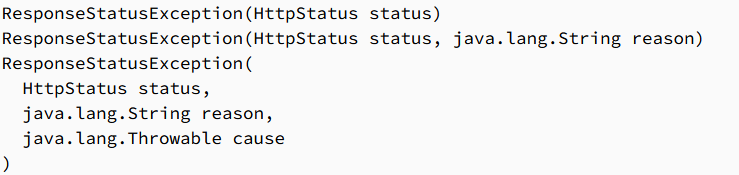 ResponseStatusException(HttpStatus status)
ResponseStatusException(HttpStatus status, java.lang.String reason)
ResponseStatusException(
  HttpStatus status,
  java.lang.String reason,
  java.lang.Throwable cause
)